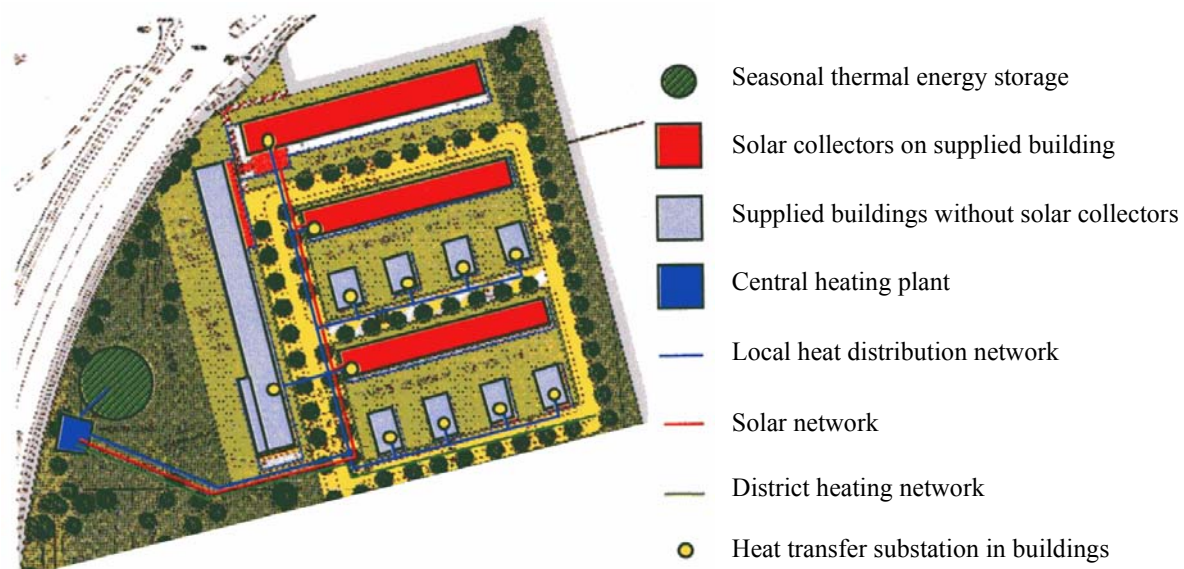 Seasonal thermal energy storage
Solar collectors on supplied building
Supplied buildings without solar collectors
Central heating plant
Local heat distribution network
Solar network
District heating network
Heat transfer substation in buildings